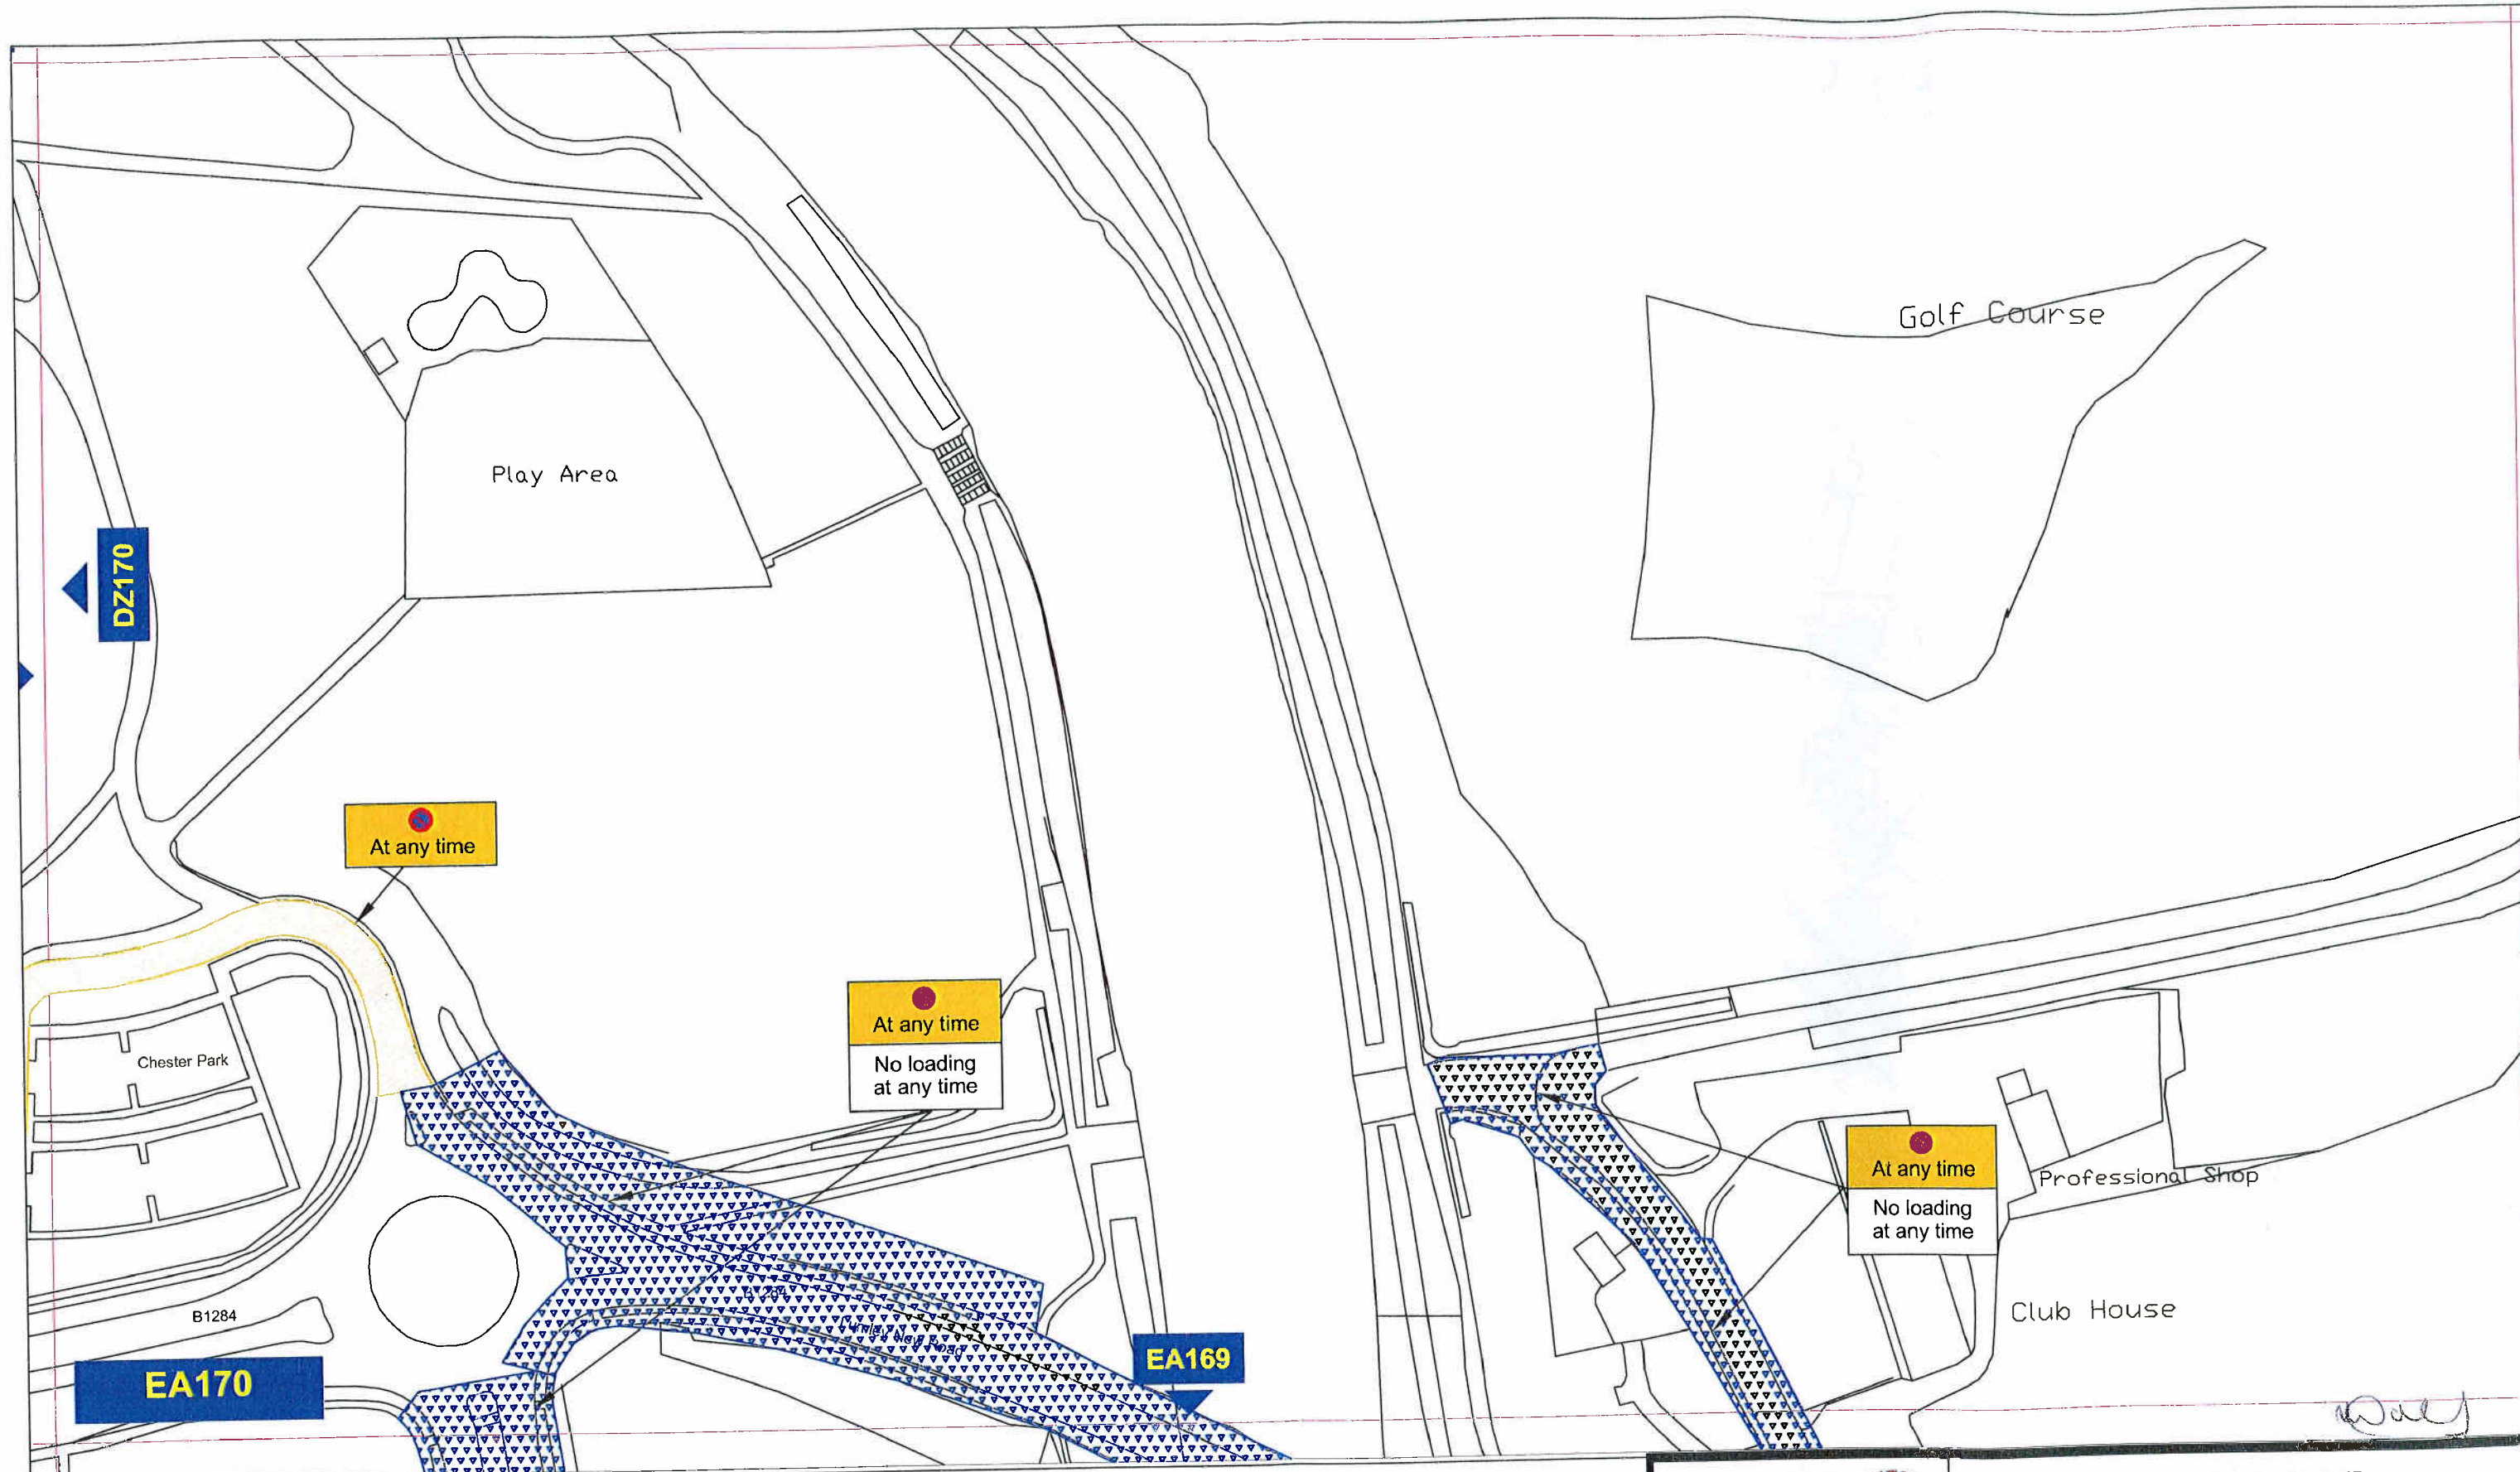 Golf Course
Play Area
DZ170
At any time
At any time
No loading
at any time
Chester Park
At any time
No loading
at any time
Professional Shop
B1284
B1284
Club House
EA169
EA170